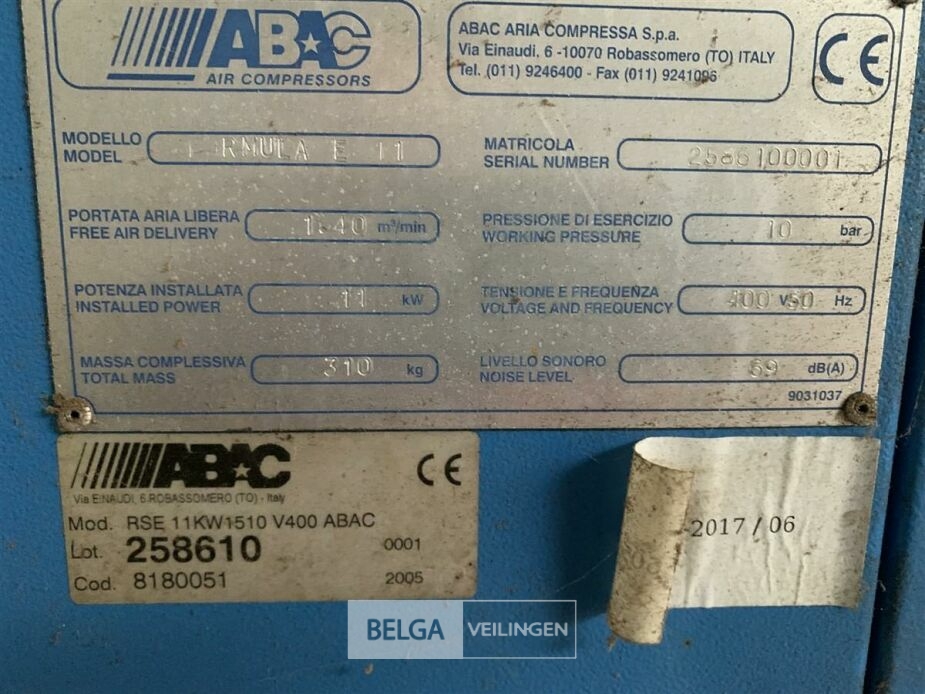 ABAC
AIR COMPRESSORS
ABAC ARIA COMPRESSA S.p.a.
Via Einaudi, 6 -10070 Robassomero (TO) ITALY
Tel. (011) 9246400 - Fax (011) 9241096
CE
MODELLO
MODEL
RMULA E 11
MATRICOLA
SERIAL NUMBER
2586100001
PORTATA ARIA LIBERA
FREE AIR DELIVERY
m³/min
PRESSIONE DI ESERCIZIO
WORKING PRESSURE
10 bar
POTENZA INSTALLATA
INSTALLED POWER
11 kW
TENSIONE E FREQUENZA
VOLTAGE AND FREQUENCY
400 V 50 Hz
MASSA COMPLESSIVA
TOTAL MASS
310 kg
LIVELLO SONORO
NOISE LEVEL
69 dB(A)
9031037
ABAC
CE
Via EINAUDI, 6 ROBASSOMERO (TO) - Italy
Mod. RSE 11KW1510 V400 ABAC
Lot. 258610 0001
Cod. 8180051 2005
2017 / 06
BELGA VEILINGEN